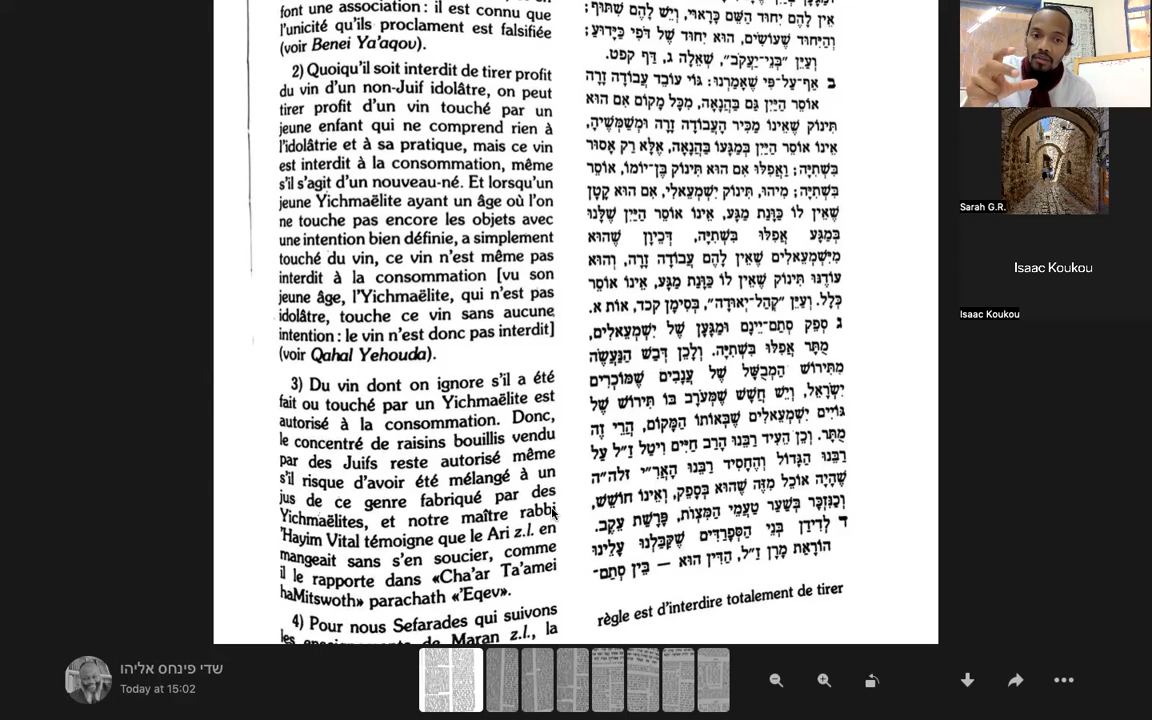 font une association : il est connu que
l'unicité qu'ils proclament est falsifiée
(voir Benei Ya'aqov).
2) Quoiqu'il soit interdit de tirer profit
du vin d'un non-Juif idolâtre, on peut
tirer profit d'un vin touché par un
jeune enfant qui ne comprend rien à
l'idolâtrie et à sa pratique, mais ce vin
est interdit à la consommation, même
s'il s'agit d'un nouveau-né. Et lorsqu'un
jeune Yichmaëlite ayant un âge où l'on
ne touche pas encore les objets avec
une intention bien définie, a simplement
touché du vin, ce vin n'est même pas
interdit à la consommation [vu son
jeune âge, l'Yichmaëlite, qui n'est pas
idolâtre, touche ce vin sans aucune
intention : le vin n'est donc pas interdit]
(voir Qahal Yehouda).
3) Du vin dont on ignore s'il a été
fait ou touché par un Yichmaëlite est
autorisé à la consommation. Donc,
le concentré de raisins bouillis vendu
par des Juifs reste autorisé même
s'il risque d'avoir été mélangé à un
jus de ce genre fabriqué par des
Yichmaëlites, et notre maître rabbi
'Hayim Vital témoigne que le Ari z.l. en
mangeait sans s'en soucier, comme
il le rapporte dans «Cha'ar Ta'amei
haMitswoth» parachath «'Eqev».
4) Pour nous Sefarades qui suivons
les de Maran z.l., la
אֵין לָהֶם יִחוּד הַשֵּׁם כָּרָאוּי, וְיֵשׁ לָהֶם שִׁתּוּף;
וְהַיִּחוּד שֶׁעוֹשִׂים, הוּא יִחוּד שֶׁל דֹּפִי כַּיָּדוּעַ;
וְעַיֵּן "בְּנֵי־יַעֲקֹב", שְׁאֵלָה ג, דַּף קפט.
ב אַף־עַל־פִּי שֶׁאָמַרְנוּ: גּוֹי עוֹבֵד עֲבוֹדָה זָרָה
אוֹסֵר הַיַּיִן גַּם בַּהֲנָאָה, מִכָּל מָקוֹם אִם הוּא
תִּינוֹק שֶׁאֵינוֹ מַכִּיר הָעֲבוֹדָה זָרָה וּמְשַׁמְּשֶׁיהָ,
אֵינוֹ אוֹסֵר הַיַּיִן בְּמַגָּעוֹ בַּהֲנָאָה, אֶלָּא רַק אָסוּר
בִּשְׁתִיָּה; וַאֲפִלּוּ אִם הוּא תִּינוֹק בֶּן־יוֹמוֹ, אוֹסֵר
בִּשְׁתִיָּה; מִיהוּ, תִּינוֹק יִשְׁמְעֵאלִי, אִם הוּא קָטָן
שֶׁאֵין לוֹ כַּוָּנַת מַגָּע, אֵינוֹ אוֹסֵר הַיַּיִן שֶׁלָּנוּ
בְּמַגָּע אֲפִלּוּ בִּשְׁתִיָּה, דְּכֵיוָן שֶׁהוּא
מִיִּשְׁמְעֵאלִים שֶׁאֵין לָהֶם עֲבוֹדָה זָרָה, וְהוּא
עוֹדֶנּוּ תִּינוֹק שֶׁאֵין לוֹ כַּוָּנַת מַגָּע, אֵינוֹ אוֹסֵר
כְּלָל. וְעַיֵּן "קְהַל־יְאוּדָה", בְּסִימָן קכד, אוֹת א.
ג סְפֵק סְתַם־יֵינָם וּמַגָּעָן שֶׁל יִשְׁמְעֵאלִים,
מֻתָּר אֲפִלּוּ בִּשְׁתִיָּה. וְלָכֵן דְּבַשׁ הַנַּעֲשֶׂה
מִתִּירוֹשׁ הַמְבֻשָּׁל שֶׁל עֲנָבִים שֶׁמּוֹכְרִים
יִשְׂרָאֵל, וְיֵשׁ חֲשָׁשׁ שֶׁמְּעֹרָב בּוֹ תִּירוֹשׁ שֶׁל
גּוֹיִים יִשְׁמְעֵאלִים שֶׁבְּאוֹתוֹ הַמָּקוֹם, הֲרֵי זֶה
מֻתָּר. וְכֵן הֵעִיד רַבֵּנוּ הָרַב חַיִּים וִיטַל ז"ל עַל
רַבֵּנוּ הַגָּדוֹל וְהֶחָסִיד רַבֵּנוּ הָאֲרִ"י זלה"ה
שֶׁהָיָה אוֹכֵל מִזֶּה שֶׁהוּא בְּסָפֵק, וְאֵינוֹ חוֹשֵׁשׁ,
וְכַנִּזְכָּר בְּשַׁעַר טַעֲמֵי הַמִּצְוֹת, פָּרָשַׁת עֵקֶב.
ד לְדִידַן בְּנֵי הַסְּפָרַדִּים שֶׁקִּבַּלְנוּ עָלֵינוּ
הוֹרָאַת מָרָן ז"ל, הַדִּין הוּא — בֵּין סְתַם־
règle est d'interdire totalement de tirer
Sarah G.R.
Isaac Koukou
Isaac Koukou
שדי פינחס אליהו
Today at 15:02